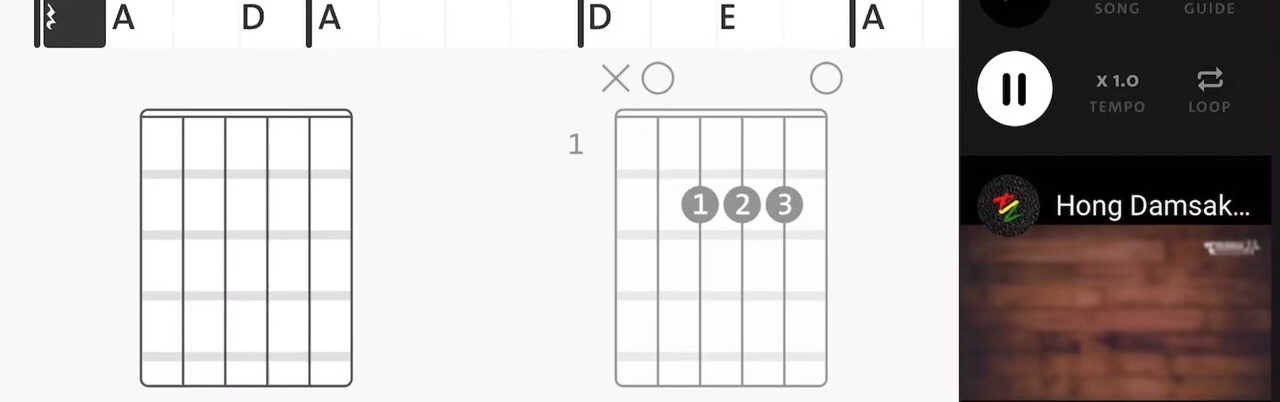 A D A D E A
SONG GUIDE
X 1.0
TEMPO LOOP
1
1 2 3
Hong Damsak...